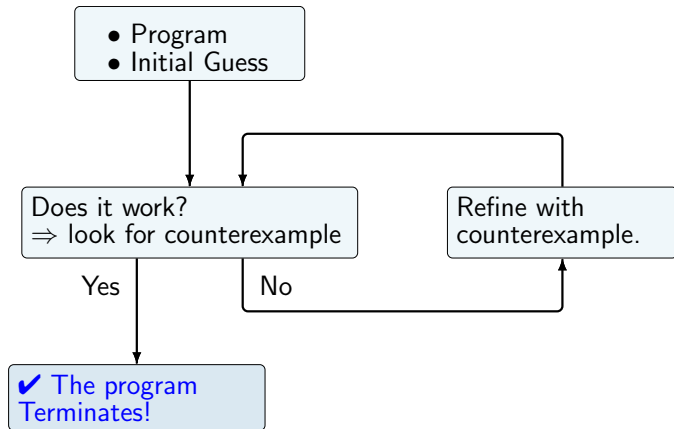 ● Program
● Initial Guess
Does it work?
⇒ look for counterexample
Refine with
counterexample.
Yes
No
✔ The program
Terminates!